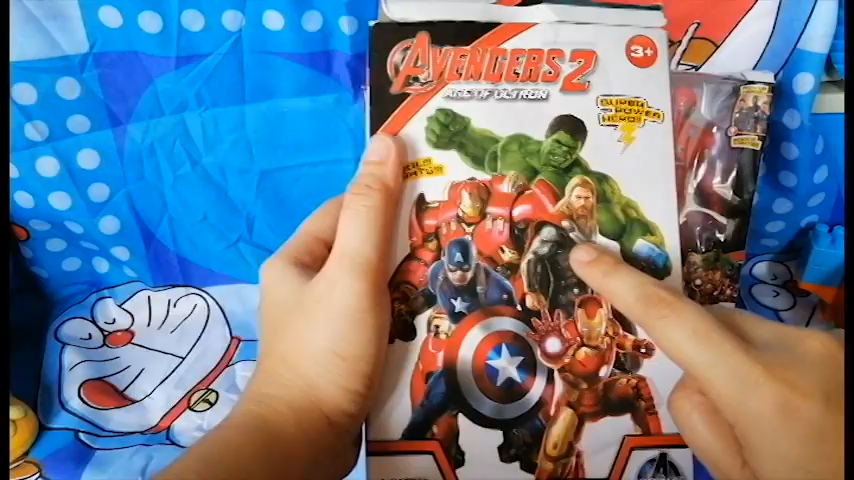 AVENGERS 2
AGE OF ULTRON
3+
SUPER POWER
HERO!